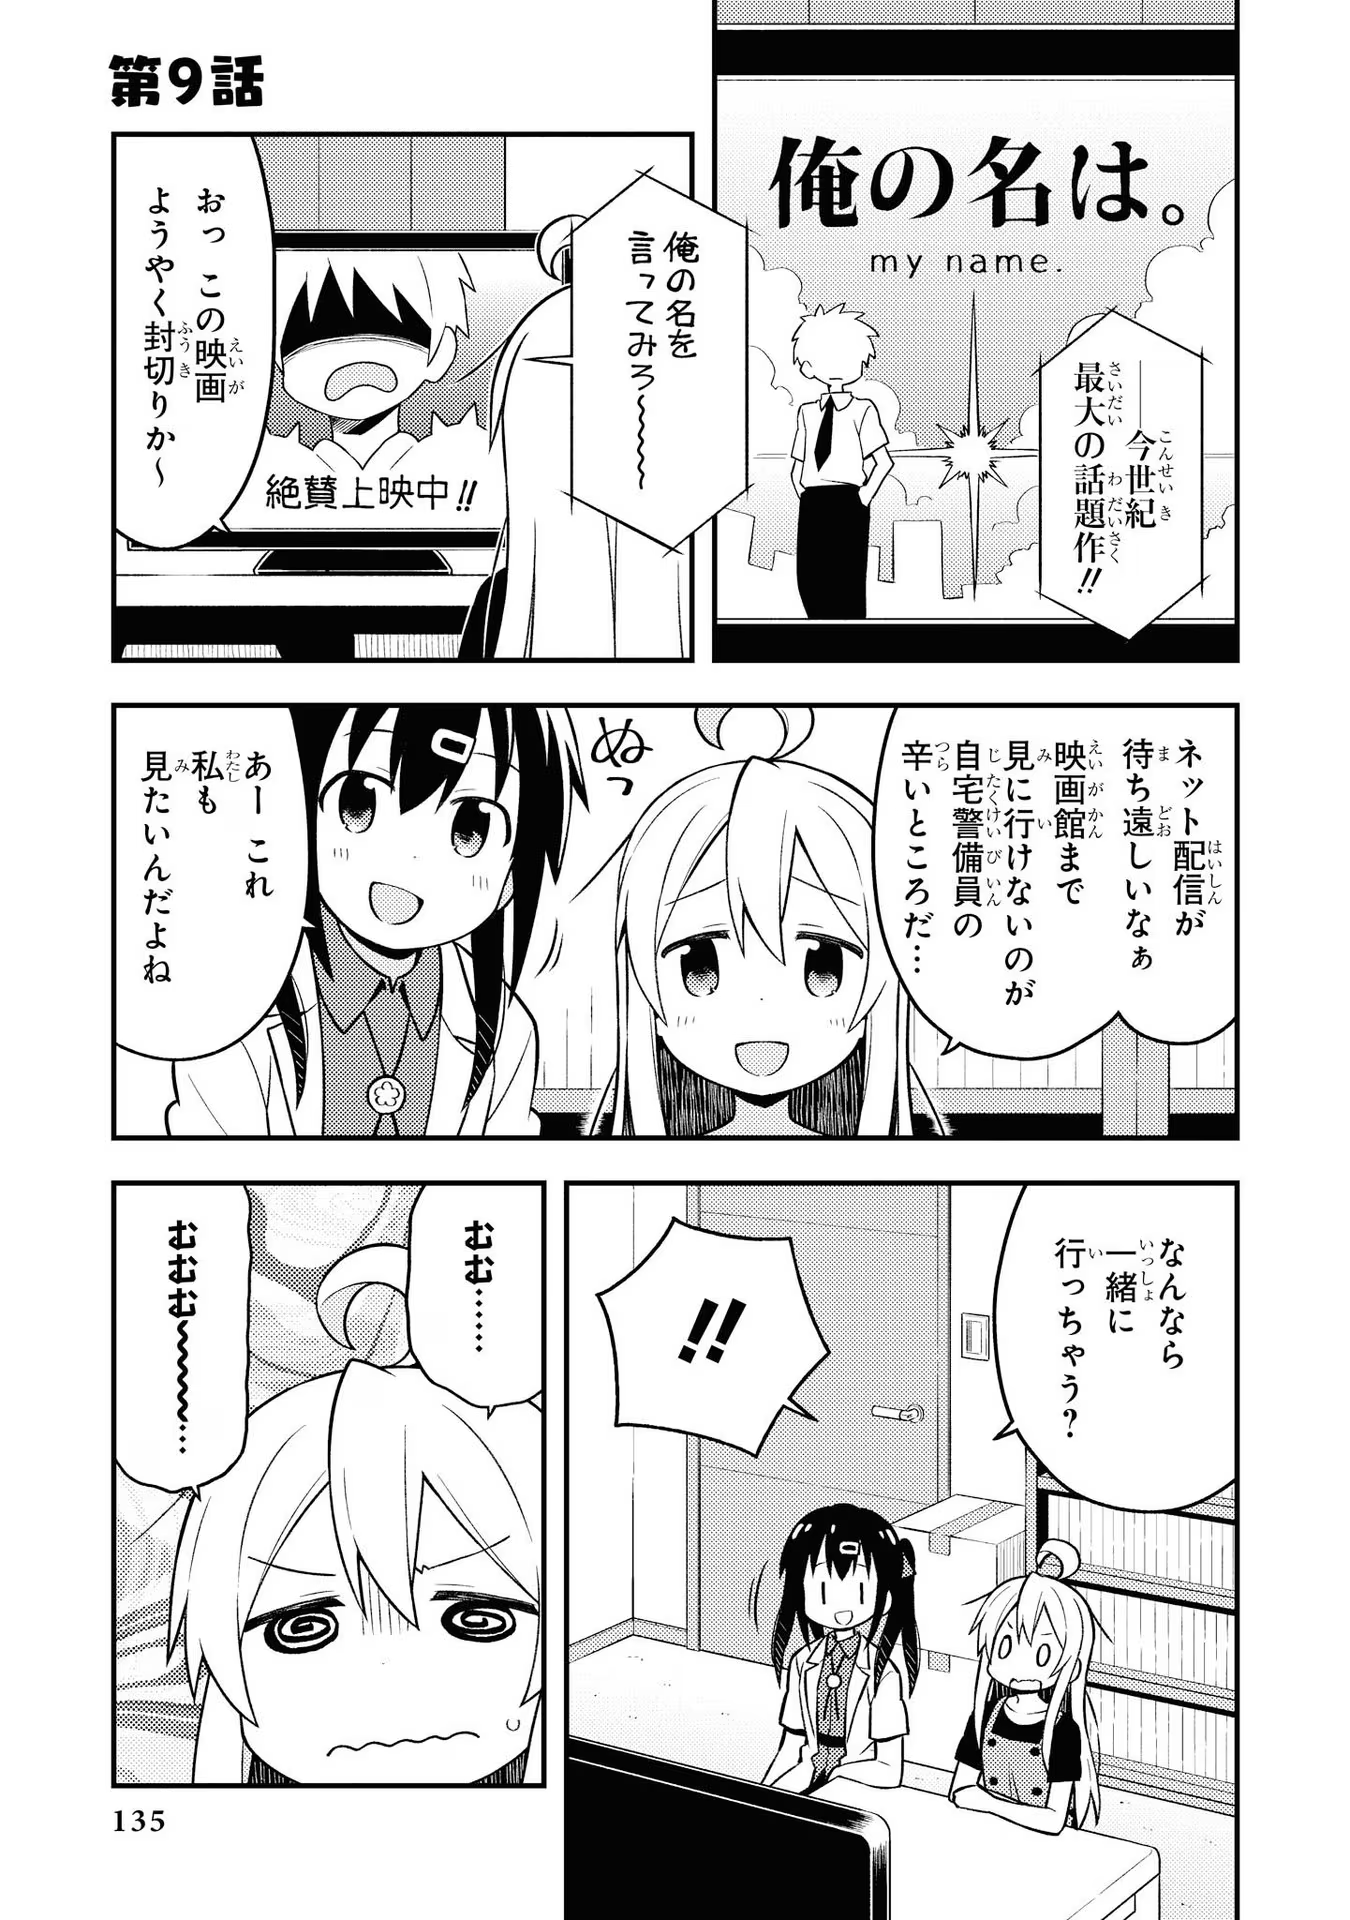 第9話
俺の名は。
my name.
――今世紀
最大の話題作!!
俺の名を
言ってみろ〜〜〜〜
絶賛上映中!!
おっ この映画
ようやく封切りか〜
ネット配信が
待ち遠しいなぁ
映画館まで
見に行けないのが
自宅警備員の
辛いところだ…
ぬっ
あー これ
私も
見たいんだよね
なんなら
一緒に
行っちゃう?
!!
むむ……
むむむ〜〜〜〜……
135